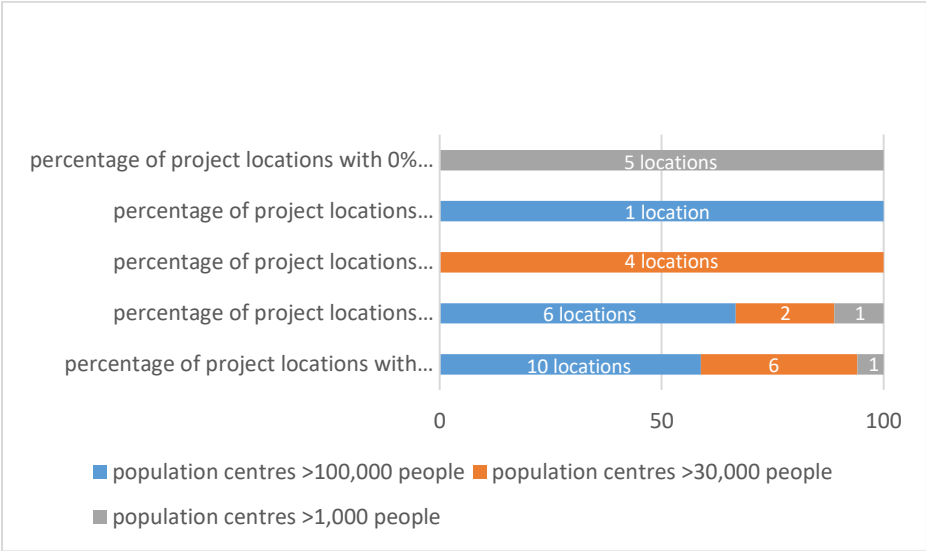 percentage of project locations with 0%...
5 locations
percentage of project locations...
1 location
percentage of project locations...
4 locations
percentage of project locations...
6 locations 2 1
percentage of project locations with...
10 locations 6 1
0 50 100
population centres >100,000 people population centres >30,000 people
population centres >1,000 people